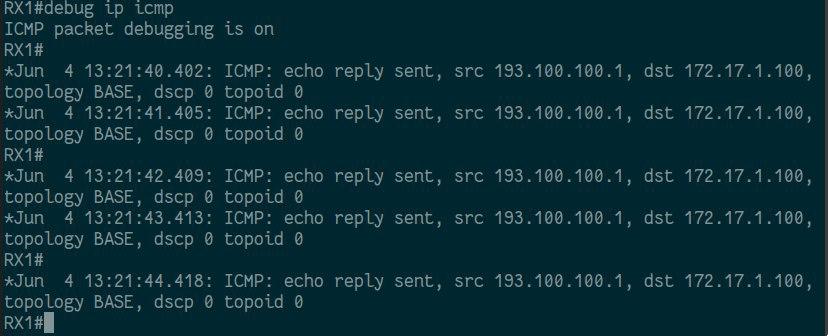 RX1#debug ip icmp
ICMP packet debugging is on
RX1#
*Jun  4 13:21:40.402: ICMP: echo reply sent, src 193.100.100.1, dst 172.17.1.100,
topology BASE, dscp 0 topoid 0
*Jun  4 13:21:41.405: ICMP: echo reply sent, src 193.100.100.1, dst 172.17.1.100,
topology BASE, dscp 0 topoid 0
RX1#
*Jun  4 13:21:42.409: ICMP: echo reply sent, src 193.100.100.1, dst 172.17.1.100,
topology BASE, dscp 0 topoid 0
*Jun  4 13:21:43.413: ICMP: echo reply sent, src 193.100.100.1, dst 172.17.1.100,
topology BASE, dscp 0 topoid 0
RX1#
*Jun  4 13:21:44.418: ICMP: echo reply sent, src 193.100.100.1, dst 172.17.1.100,
topology BASE, dscp 0 topoid 0
RX1#